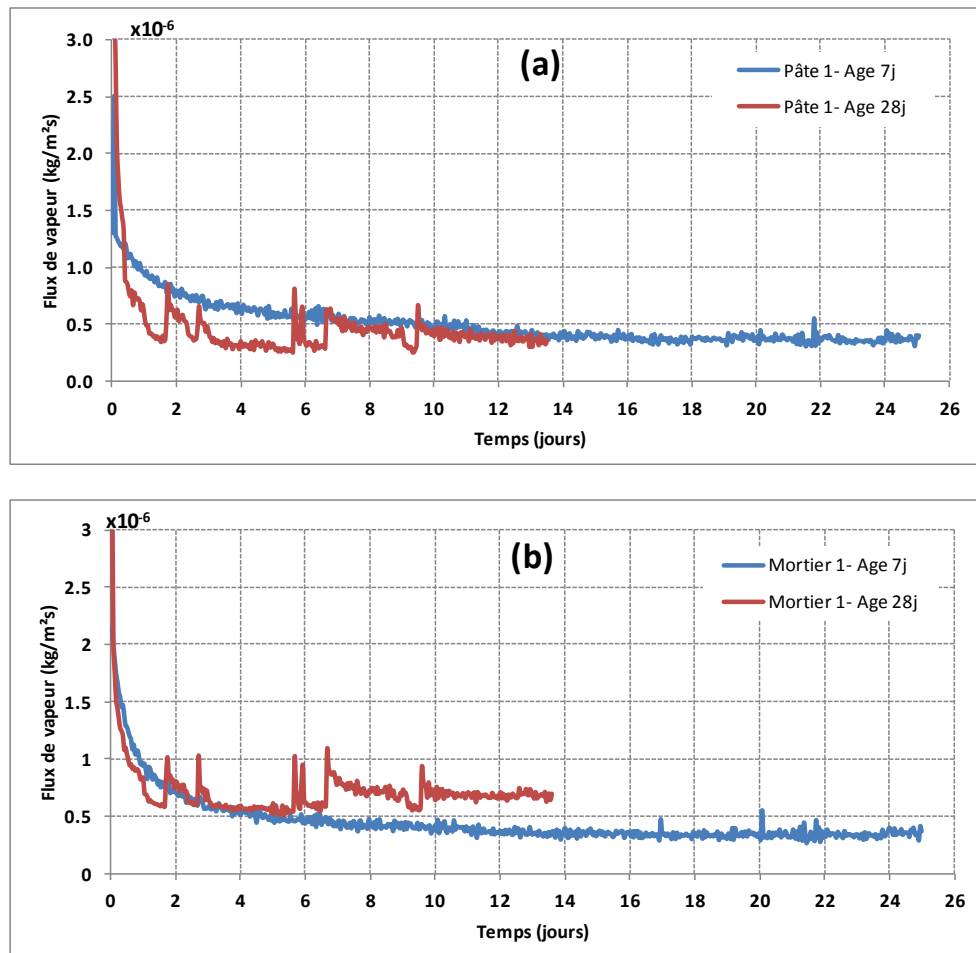 x10-6
(a)
3.0
2.5
2.0
1.5
1.0
0.5
0.0
Flux de vapeur (kg/m²s)
Pâte 1- Age 7j
Pâte 1- Age 28j
0 2 4 6 8 10 12 14 16 18 20 22 24 26
Temps (jours)
x10-6
(b)
3
2.5
2
1.5
1
0.5
0
Flux de vapeur (kg/m²s)
Mortier 1- Age 7j
Mortier 1- Age 28j
0 2 4 6 8 10 12 14 16 18 20 22 24 26
Temps (jours)